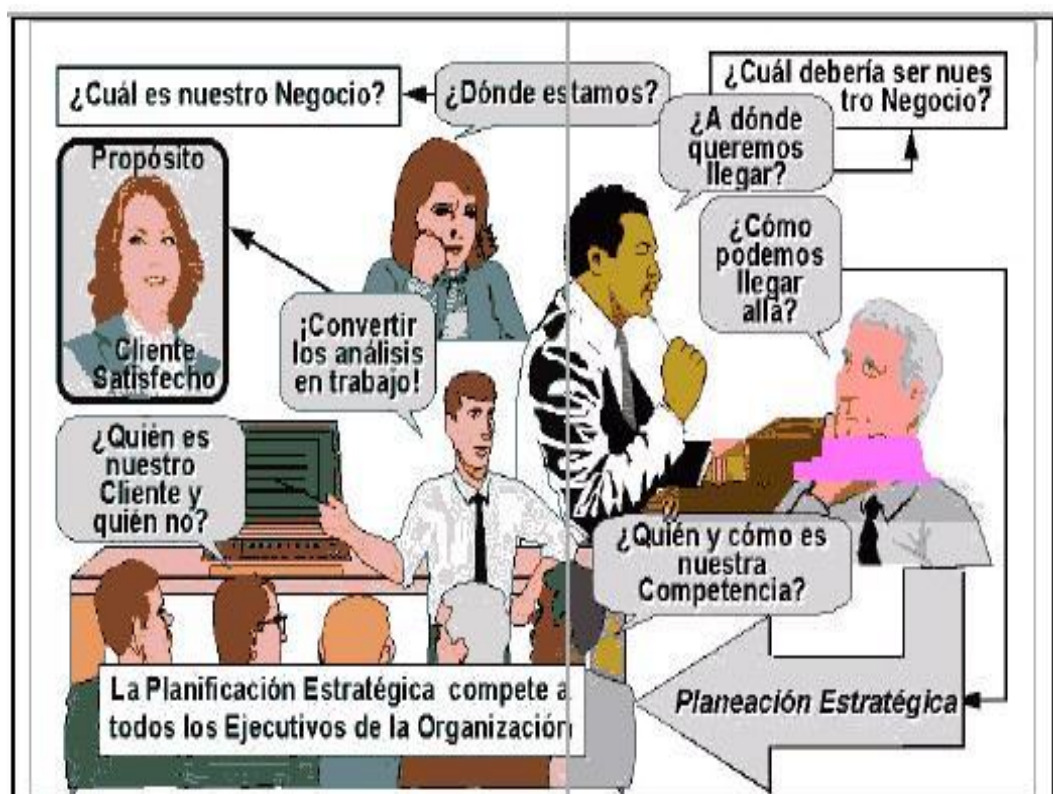 ¿Cuál es nuestro Negocio?
¿Dónde estamos?
¿Cuál debería ser nues
tro Negocio?
¿A dónde
queremos
llegar?
Propósito
Cliente
Satisfecho
¿Cómo
podemos
llegar
allá?
¡Convertir
los análisis
en trabajo!
¿Quién es
nuestro
Cliente y
quién no?
¿Quién y cómo es
nuestra
Competencia?
La Planificación Estratégica compete a
todos los Ejecutivos de la Organización
Planeación Estratégica